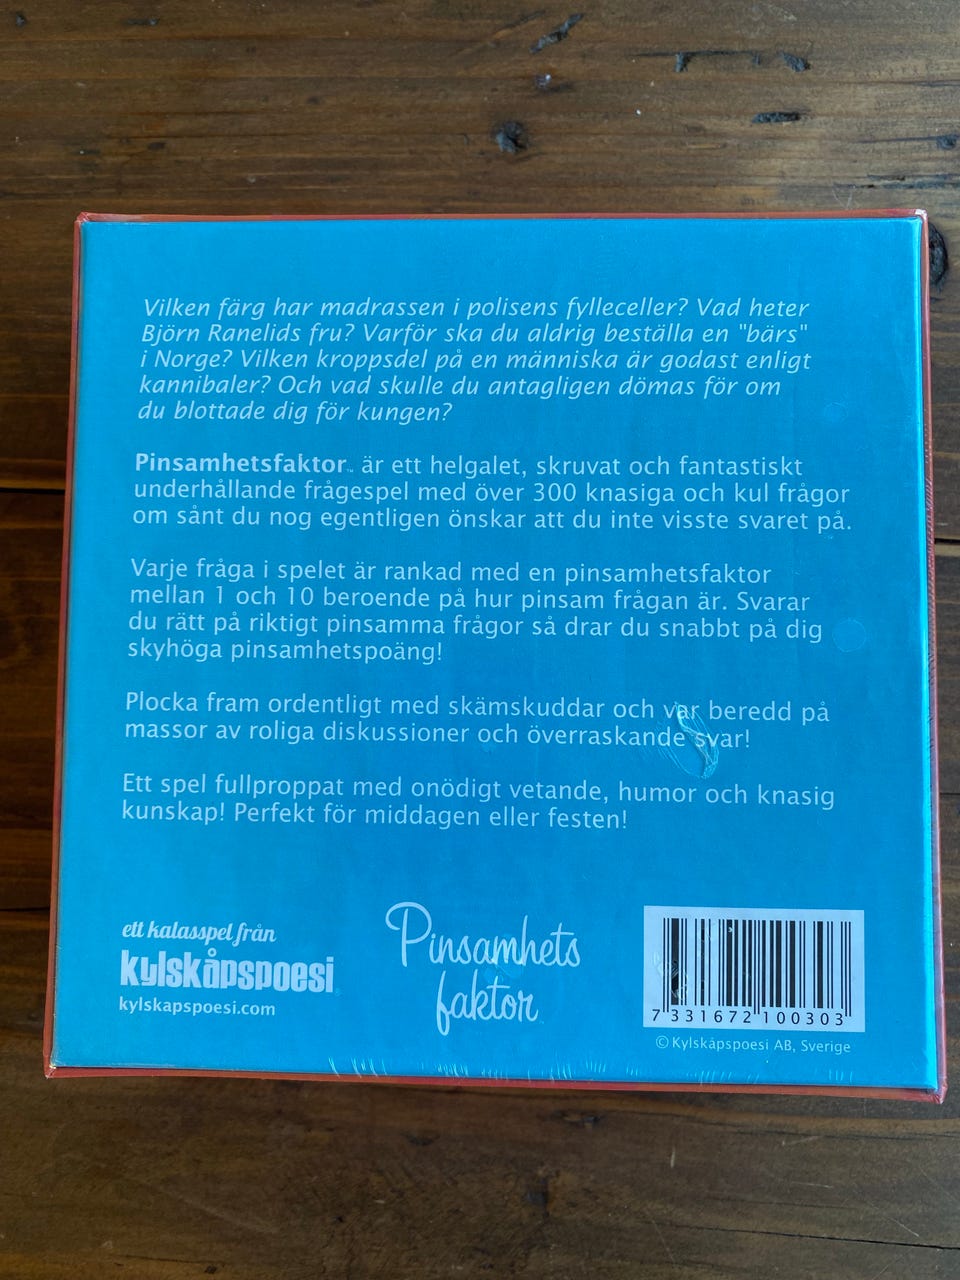 Vilken färg har madrassen i polisens fylleceller? Vad heter
Björn Ranelids fru? Varför ska du aldrig beställa en "bärs"
i Norge? Vilken kroppsdel på en människa är godast enligt
kannibaler? Och vad skulle du antagligen dömas för om
du blottade dig för kungen?
Pinsamhetsfaktor™ är ett helgalet, skruvat och fantastiskt
underhållande frågespel med över 300 knasiga och kul frågor
om sånt du nog egentligen önskar att du inte visste svaret på.
Varje fråga i spelet är rankad med en pinsamhetsfaktor
mellan 1 och 10 beroende på hur pinsam frågan är. Svarar
du rätt på riktigt pinsamma frågor så drar du snabbt på dig
skyhöga pinsamhetspoäng!
Plocka fram ordentligt med skämskuddar och var beredd på
massor av roliga diskussioner och överraskande svar!
Ett spel fullproppat med onödigt vetande, humor och knasig
kunskap! Perfekt för middagen eller festen!
ett kalasspel från
kylskåpspoesi
kylskapspoesi.com
Pinsamhets
faktor
7 331672 100303
© Kylskåpspoesi AB, Sverige